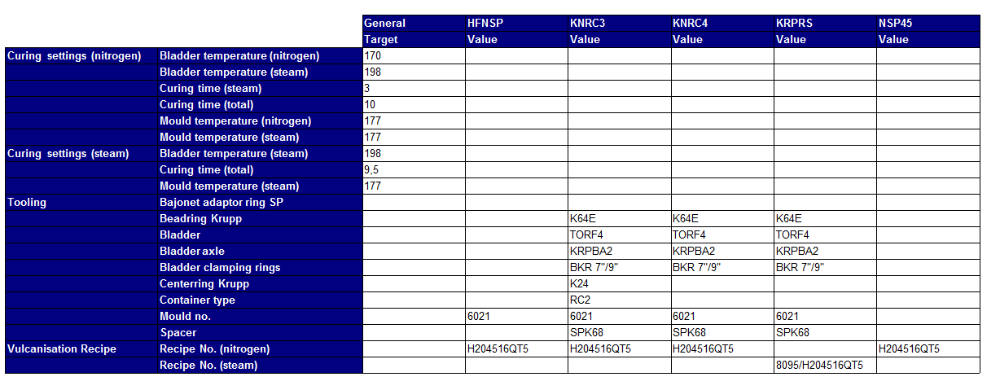 General HFNSP KNRC3 KNRC4 KRPRS NSP45
Target Value Value Value Value Value
Curing settings (nitrogen) Bladder temperature (nitrogen) 170
Bladder temperature (steam) 198
Curing time (steam) 3
Curing time (total) 10
Mould temperature (nitrogen) 177
Mould temperature (steam) 177
Curing settings (steam) Bladder temperature (steam) 198
Curing time (total) 9,5
Mould temperature (steam) 177
Tooling Bajonet adaptor ring SP
Beadring Krupp K64E K64E K64E
Bladder TORF4 TORF4 TORF4
Bladder axle KRPBA2 KRPBA2 KRPBA2
Bladder clamping rings BKR 7"/9" BKR 7"/9" BKR 7"/9"
Centerring Krupp K24
Container type RC2
Mould no. 6021 6021 6021 6021
Spacer SPK68 SPK68 SPK68
Vulcanisation Recipe Recipe No. (nitrogen) H204516QT5 H204516QT5 H204516QT5 H204516QT5
Recipe No. (steam) 8095/H204516QT5